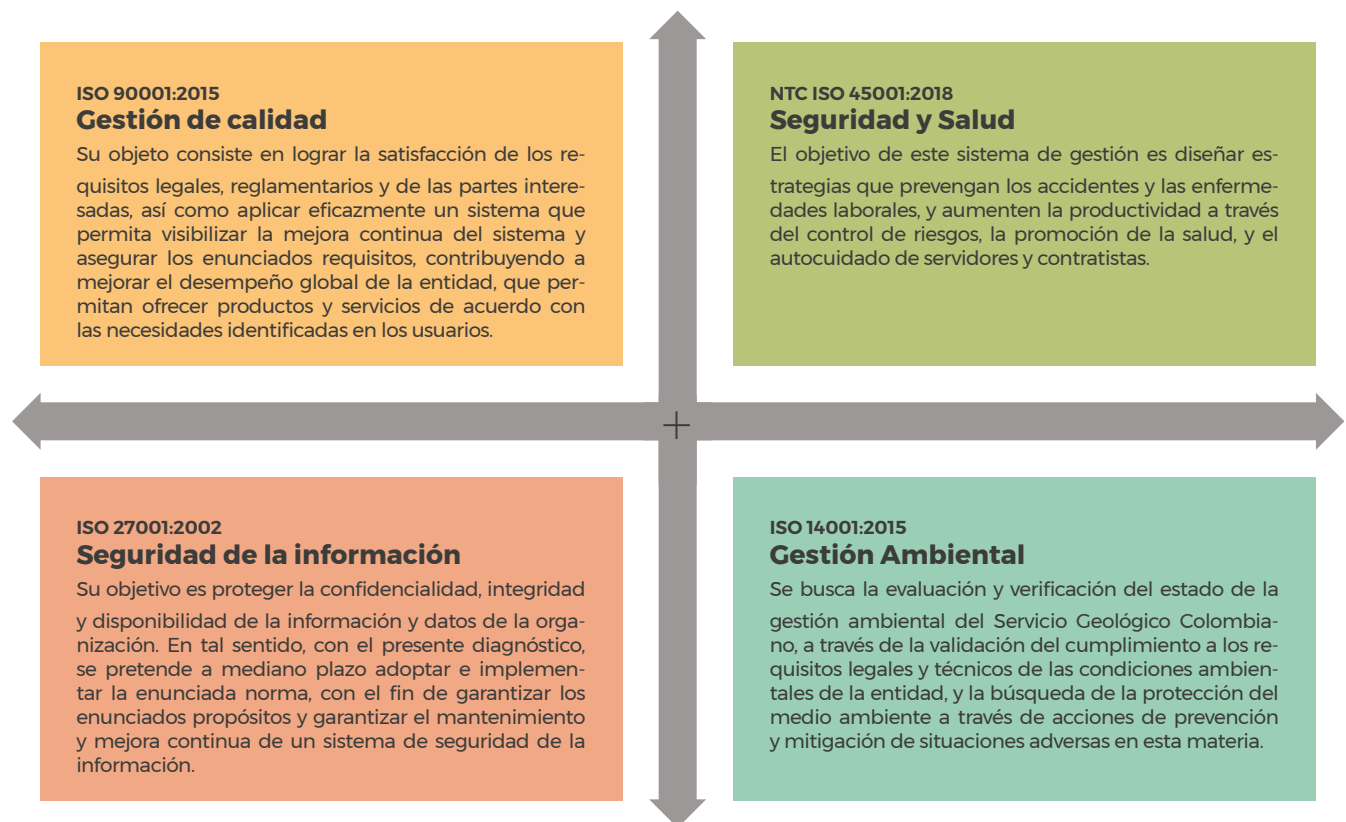 ISO 90001:2015
Gestión de calidad
Su objeto consiste en lograr la satisfacción de los re-
quisitos legales, reglamentarios y de las partes intere-
sadas, así como aplicar eficazmente un sistema que
permita visibilizar la mejora continua del sistema y
asegurar los enunciados requisitos, contribuyendo a
mejorar el desempeño global de la entidad, que per-
mitan ofrecer productos y servicios de acuerdo con
las necesidades identificadas en los usuarios.
NTC ISO 45001:2018
Seguridad y Salud
El objetivo de este sistema de gestión es diseñar es-
trategias que prevengan los accidentes y las enferme-
dades laborales, y aumenten la productividad a través
del control de riesgos, la promoción de la salud, y el
autocuidado de servidores y contratistas.
ISO 27001:2002
Seguridad de la información
Su objetivo es proteger la confidencialidad, integridad
y disponibilidad de la información y datos de la orga-
nización. En tal sentido, con el presente diagnóstico,
se pretende a mediano plazo adoptar e implemen-
tar la enunciada norma, con el fin de garantizar los
enunciados propósitos y garantizar el mantenimiento
y mejora continua de un sistema de seguridad de la
información.
ISO 14001:2015
Gestión Ambiental
Se busca la evaluación y verificación del estado de la
gestión ambiental del Servicio Geológico Colombia-
no, a través de la validación del cumplimiento a los re-
quisitos legales y técnicos de las condiciones ambien-
tales de la entidad, y la búsqueda de la protección del
medio ambiente a través de acciones de prevención
y mitigación de situaciones adversas en esta materia.